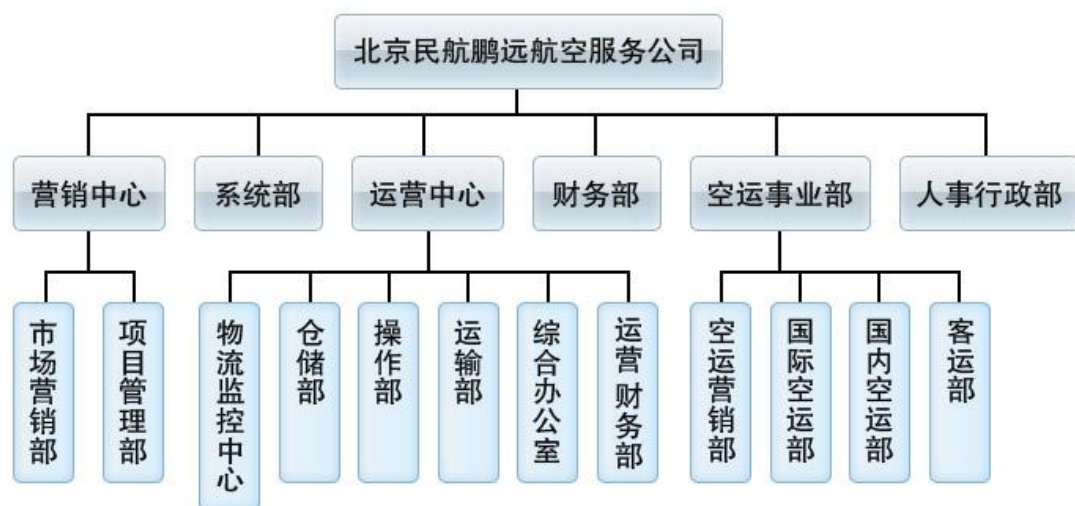 北京民航鹏远航空服务公司
营销中心
系统部
运营中心
财务部
空运事业部
人事行政部
市场营销部
项目管理部
物流监控中心
仓储部
操作部
运输部
综合办公室
运营 财务部
空运营销部
国际空运部
国内空运部
客运部